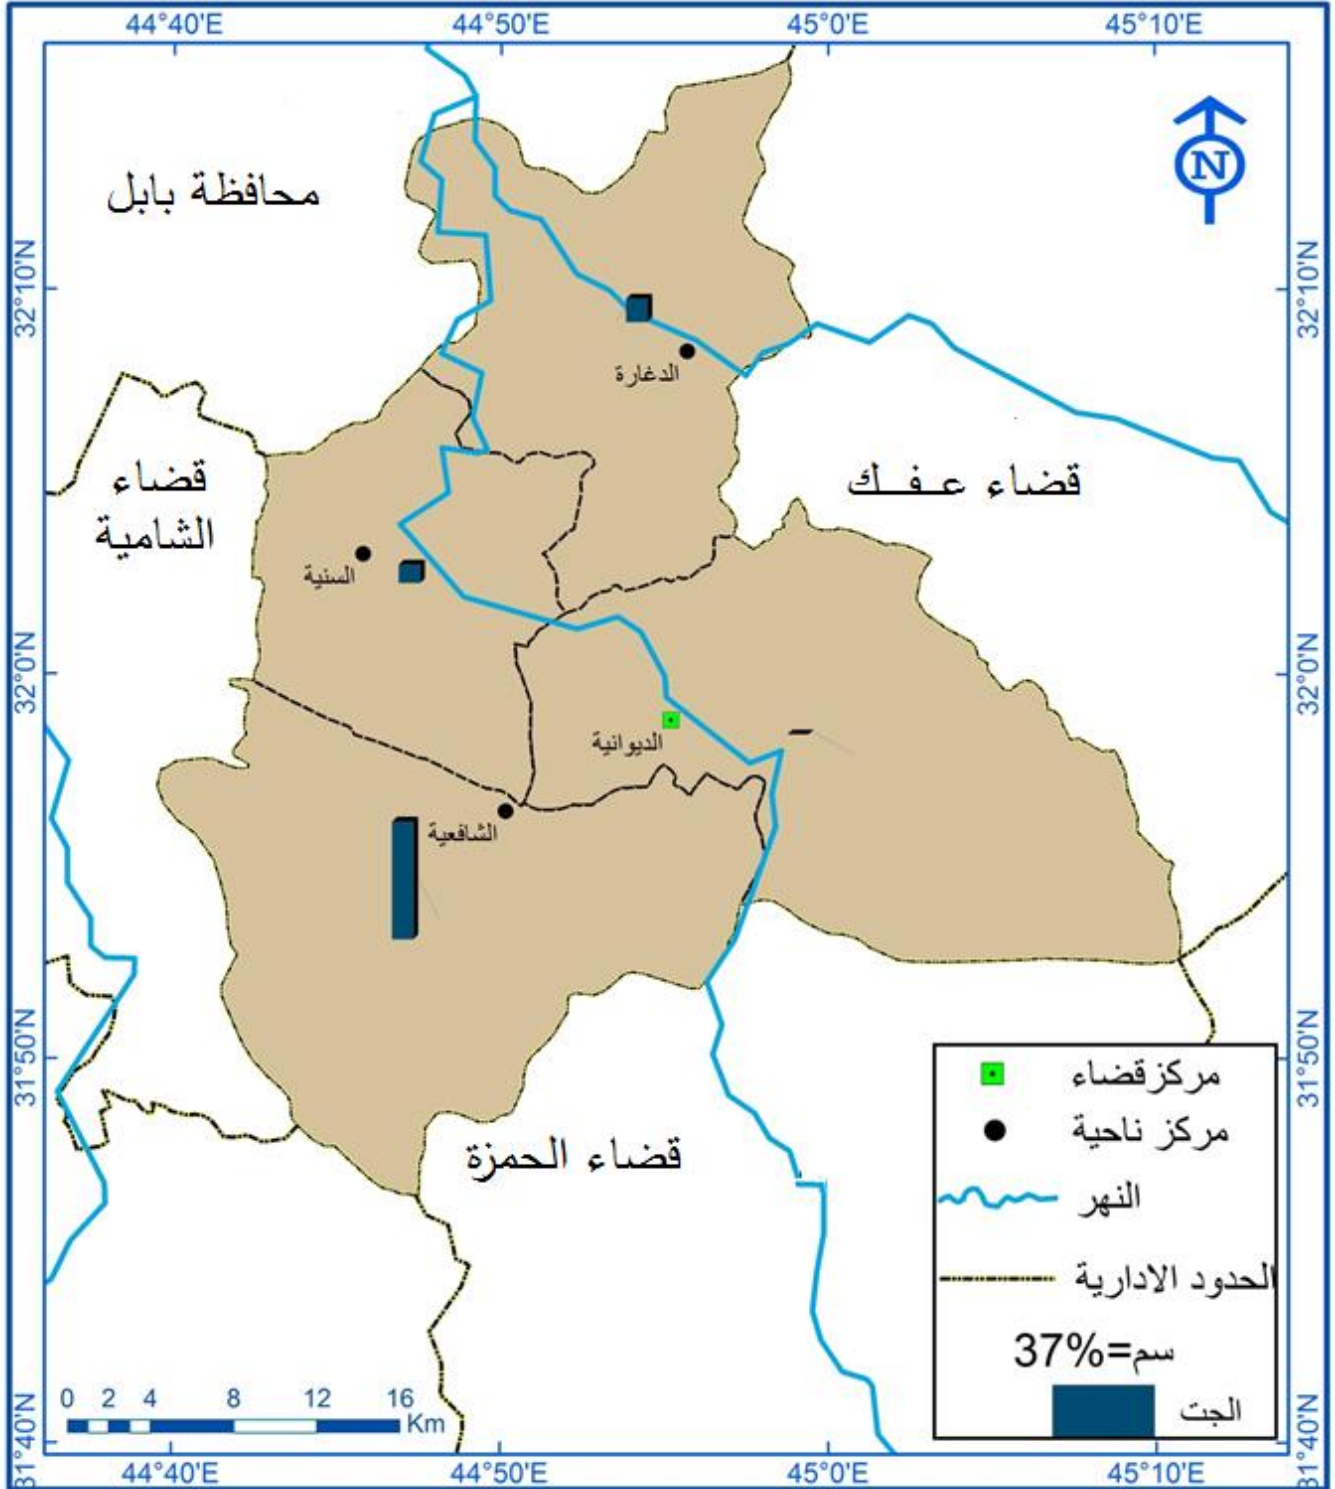 44°40'E 44°50'E 45°0'E 45°10'E
N
محافظة بابل
32°10'N 32°10'N
الدغارة
قضاء
الشامية
قضاء عـفـك
السنية
32°0'N 32°0'N
الديوانية
الشافعية
31°50'N 31°50'N
قضاء الحمزة
مركزقضاء
مركز ناحية
النهر
الحدود الادارية
سم=37%
الجت
0 2 4 8 12 16
Km
31°40'N 31°40'N
44°40'E 44°50'E 45°0'E 45°10'E